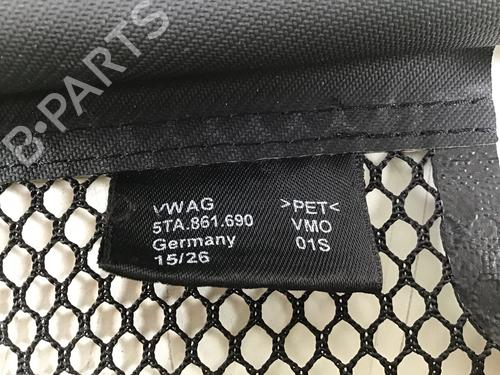 B-PARTS
VWAG >PET<
5TA.861.690 VMO
Germany 01S
15/26